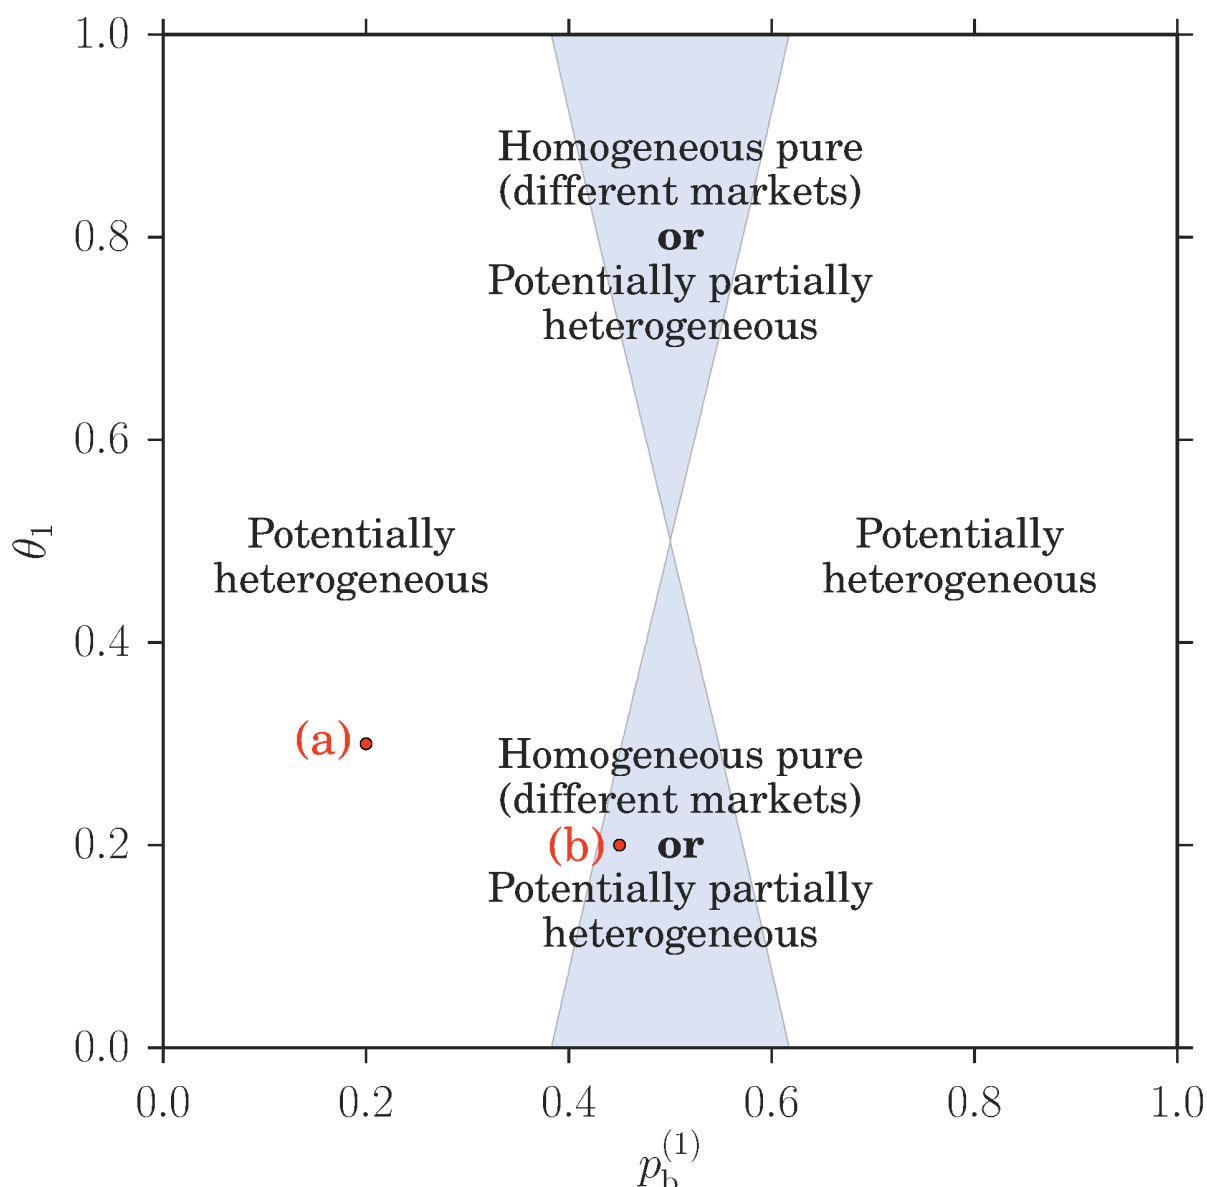 1.0
Homogeneous pure
(different markets)
or
Potentially partially
heterogeneous
0.8
0.6
θ₁
Potentially
heterogeneous
Potentially
heterogeneous
0.4
(a)
Homogeneous pure
(different markets)
(b) or
Potentially partially
heterogeneous
0.2
0.0
0.0 0.2 0.4 0.6 0.8 1.0
p_b^(1)